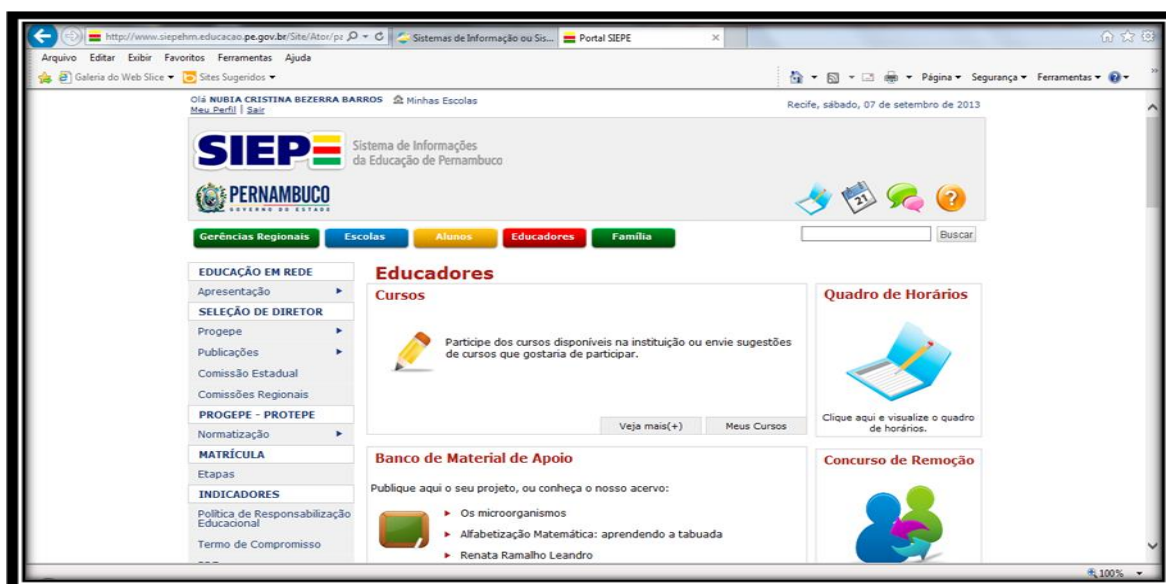 http://www.siepehm.educacao.pe.gov.br/Site/Ator/pa
Sistemas de Informação ou Sis...
Portal SIEPE
Arquivo Editar Exibir Favoritos Ferramentas Ajuda
Galeria do Web Slice
Sites Sugeridos
Página
Segurança
Ferramentas
Olá NUBIA CRISTINA BEZERRA BARROS
Minhas Escolas
Meu Perfil | Sair
Recife, sábado, 07 de setembro de 2013
SIEPE
Sistema de Informações
da Educação de Pernambuco
PERNAMBUCO
GOVERNO DO ESTADO
21
?
Gerências Regionais
Escolas
Alunos
Educadores
Família
Buscar
EDUCAÇÃO EM REDE
Apresentação
SELEÇÃO DE DIRETOR
Progepe
Publicações
Comissão Estadual
Comissões Regionais
PROGEPE - PROTEPE
Normatização
MATRÍCULA
Etapas
INDICADORES
Política de Responsabilização
Educacional
Termo de Compromisso
Educadores
Cursos
Participe dos cursos disponíveis na instituição ou envie sugestões
de cursos que gostaria de participar.
Veja mais(+)
Meus Cursos
Banco de Material de Apoio
Publique aqui o seu projeto, ou conheça o nosso acervo:
Os microorganismos
Alfabetização Matemática: aprendendo a tabuada
Renata Ramalho Leandro
Quadro de Horários
Clique aqui e visualize o quadro
de horários.
Concurso de Remoção
100%